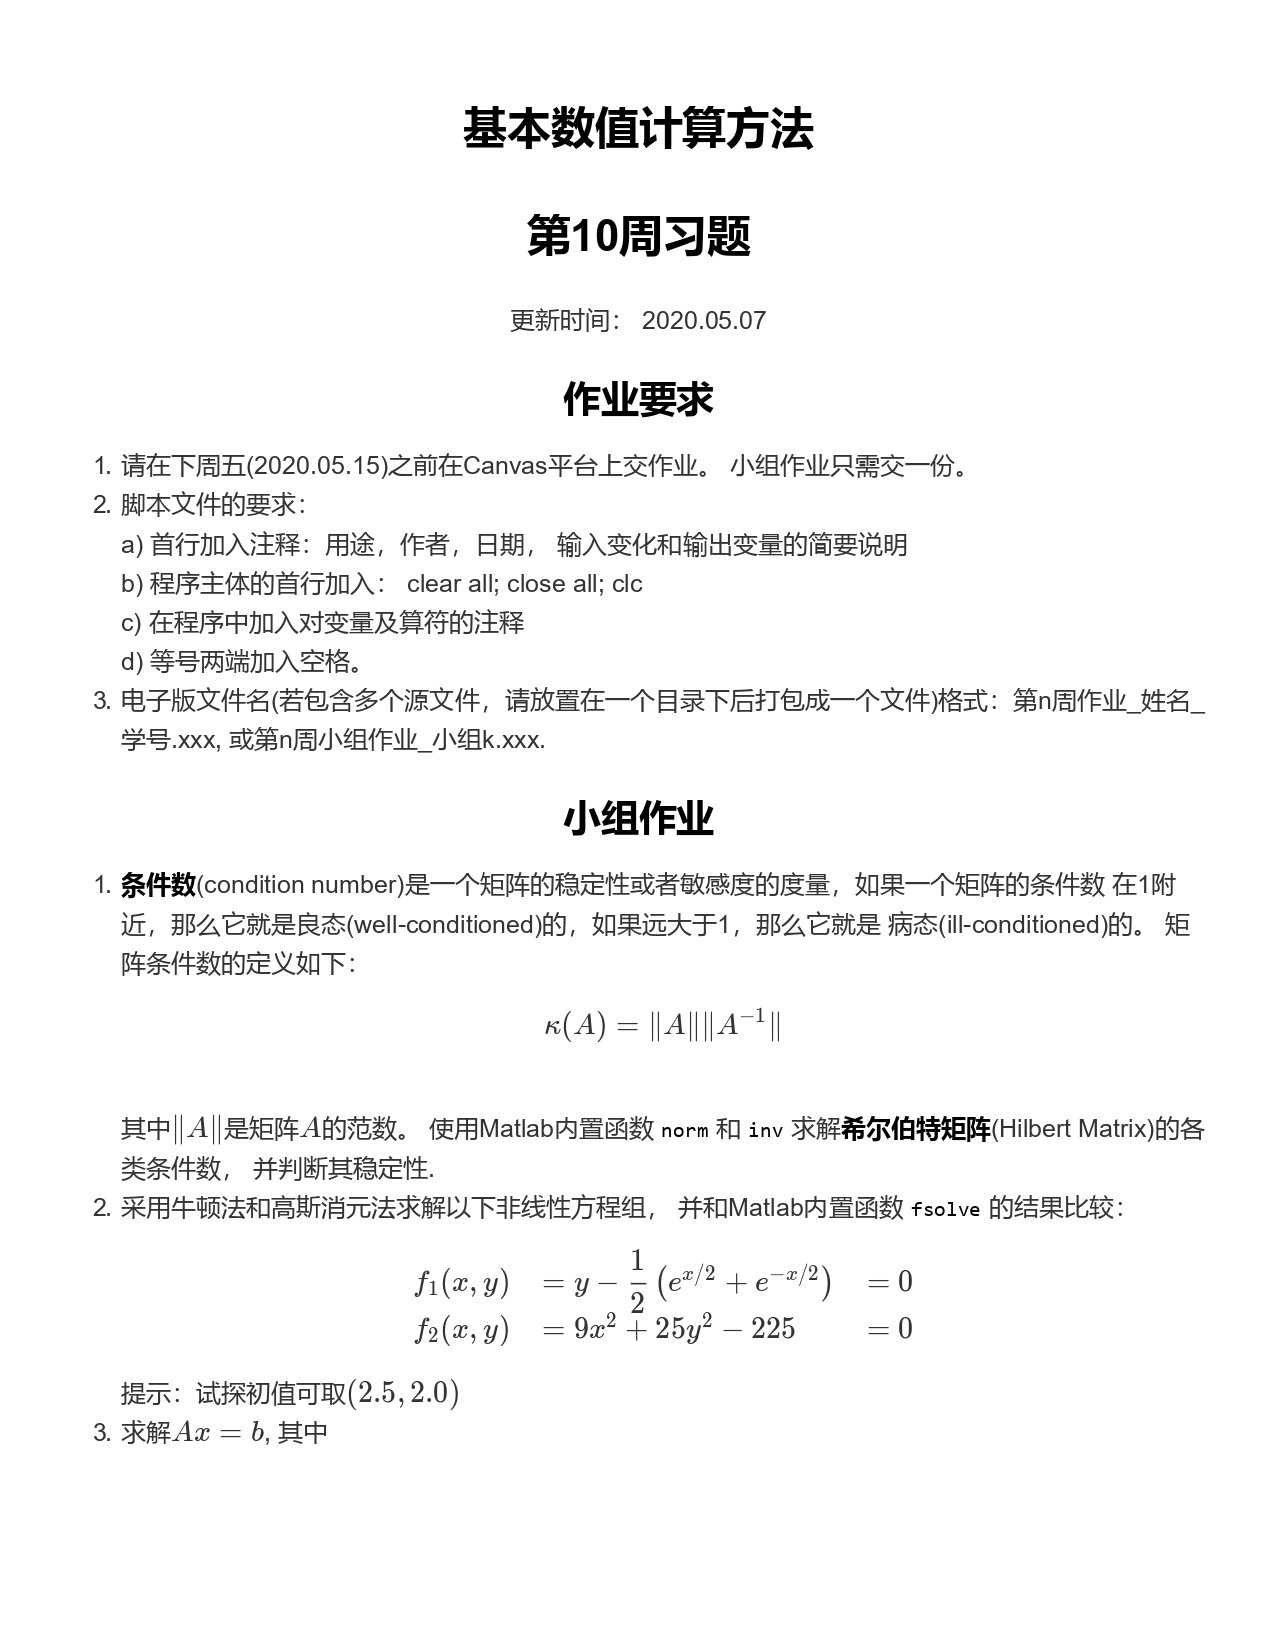 基本数值计算方法
第10周习题
更新时间： 2020.05.07
作业要求
1. 请在下周五(2020.05.15)之前在Canvas平台上交作业。 小组作业只需交一份。
2. 脚本文件的要求：
a) 首行加入注释：用途，作者，日期， 输入变化和输出变量的简要说明
b) 程序主体的首行加入： clear all; close all; clc
c) 在程序中加入对变量及算符的注释
d) 等号两端加入空格。
3. 电子版文件名(若包含多个源文件，请放置在一个目录下后打包成一个文件)格式：第n周作业_姓名_
学号.xxx, 或第n周小组作业_小组k.xxx.
小组作业
1. 条件数(condition number)是一个矩阵的稳定性或者敏感度的度量，如果一个矩阵的条件数 在1附
近，那么它就是良态(well-conditioned)的，如果远大于1，那么它就是 病态(ill-conditioned)的。 矩
阵条件数的定义如下：
κ(A) = ∥A∥∥A⁻¹∥
其中∥A∥是矩阵A的范数。 使用Matlab内置函数 norm 和 inv 求解希尔伯特矩阵(Hilbert Matrix)的各
类条件数， 并判断其稳定性.
2. 采用牛顿法和高斯消元法求解以下非线性方程组， 并和Matlab内置函数 fsolve 的结果比较：
f₁(x, y) = y − 1/2 (e^{x/2} + e^{−x/2}) = 0
f₂(x, y) = 9x² + 25y² − 225 = 0
提示：试探初值可取(2.5, 2.0)
3. 求解Ax = b, 其中